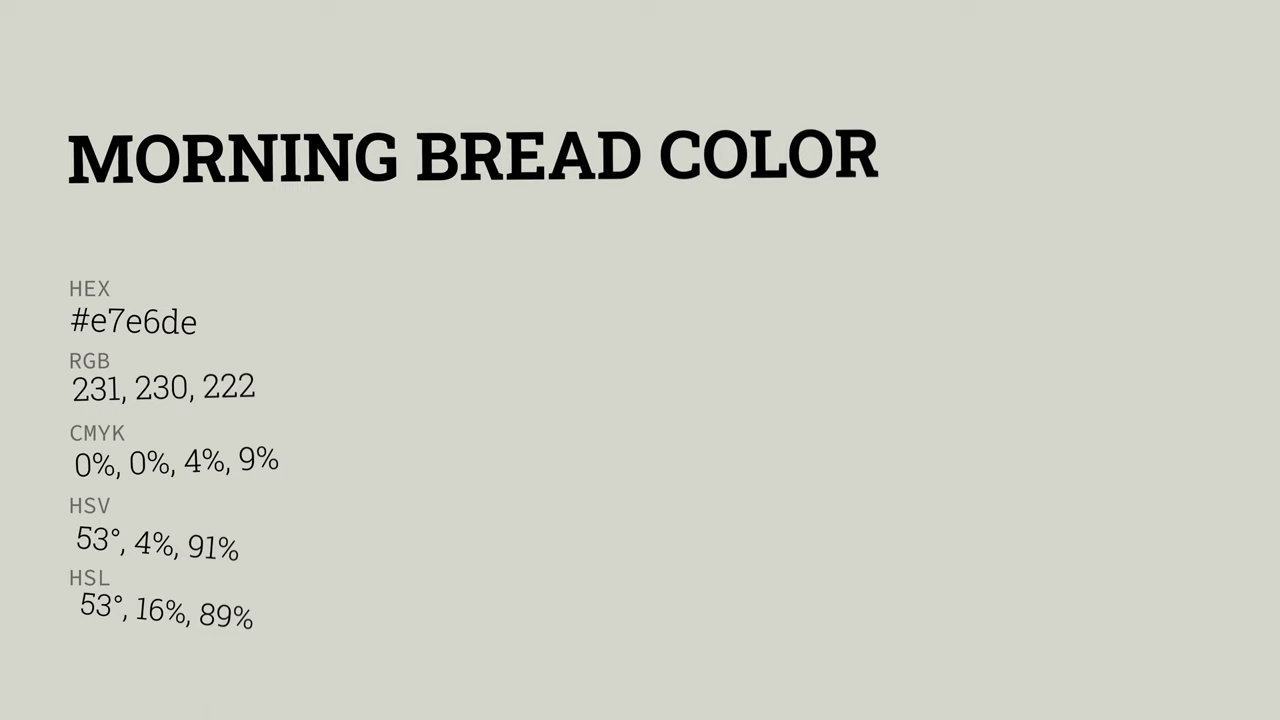 MORNING BREAD COLOR
HEX
#e7e6de
RGB
231, 230, 222
CMYK
0%, 0%, 4%, 9%
HSV
53°, 4%, 91%
HSL
53°, 16%, 89%